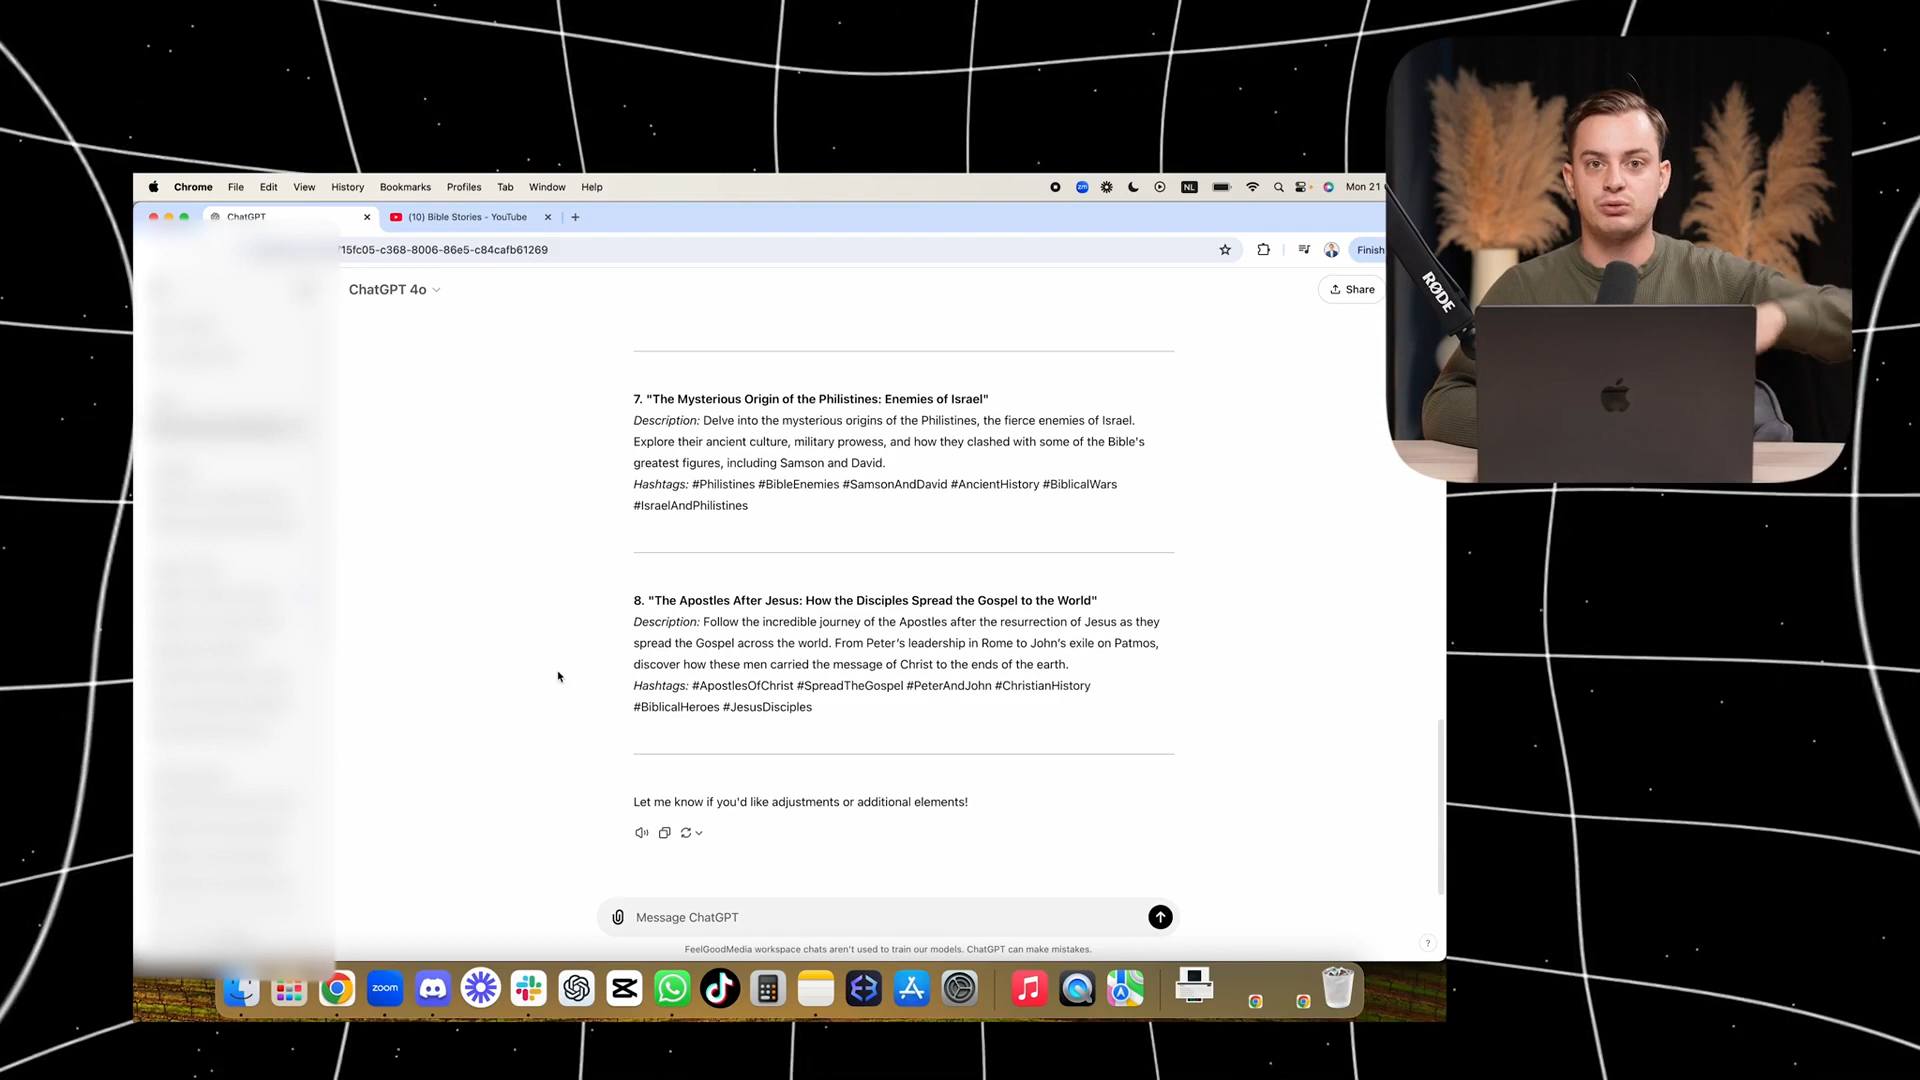 Chrome File Edit View History Bookmarks Profiles Tab Window Help
zm
NL
Mon 21
ChatGPT
(10) Bible Stories - YouTube
15fc05-c368-8006-86e5-c84cafb61269
Finish
ChatGPT 4o
Share
RØDE
7. "The Mysterious Origin of the Philistines: Enemies of Israel"
Description: Delve into the mysterious origins of the Philistines, the fierce enemies of Israel.
Explore their ancient culture, military prowess, and how they clashed with some of the Bible's
greatest figures, including Samson and David.
Hashtags: #Philistines #BibleEnemies #SamsonAndDavid #AncientHistory #BiblicalWars
#IsraelAndPhilistines
8. "The Apostles After Jesus: How the Disciples Spread the Gospel to the World"
Description: Follow the incredible journey of the Apostles after the resurrection of Jesus as they
spread the Gospel across the world. From Peter's leadership in Rome to John's exile on Patmos,
discover how these men carried the message of Christ to the ends of the earth.
Hashtags: #ApostlesOfChrist #SpreadTheGospel #PeterAndJohn #ChristianHistory
#BiblicalHeroes #JesusDisciples
Let me know if you'd like adjustments or additional elements!
Message ChatGPT
FeelGoodMedia workspace chats aren't used to train our models. ChatGPT can make mistakes.
?
zoom